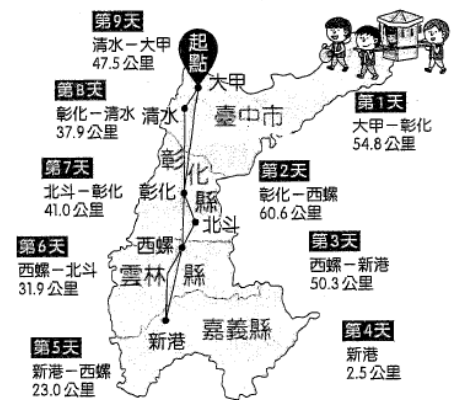 第9天
清水－大甲
47.5公里
起點
大甲
第8天
彰化－清水
37.9公里
清水
臺中市
第1天
大甲－彰化
54.8公里
第7天
北斗－彰化
41.0公里
彰化縣
彰化
北斗
第2天
彰化－西螺
60.6公里
第6天
西螺－北斗
31.9公里
西螺
雲林縣
第3天
西螺－新港
50.3公里
第5天
新港－西螺
23.0公里
新港
嘉義縣
第4天
新港
2.5公里